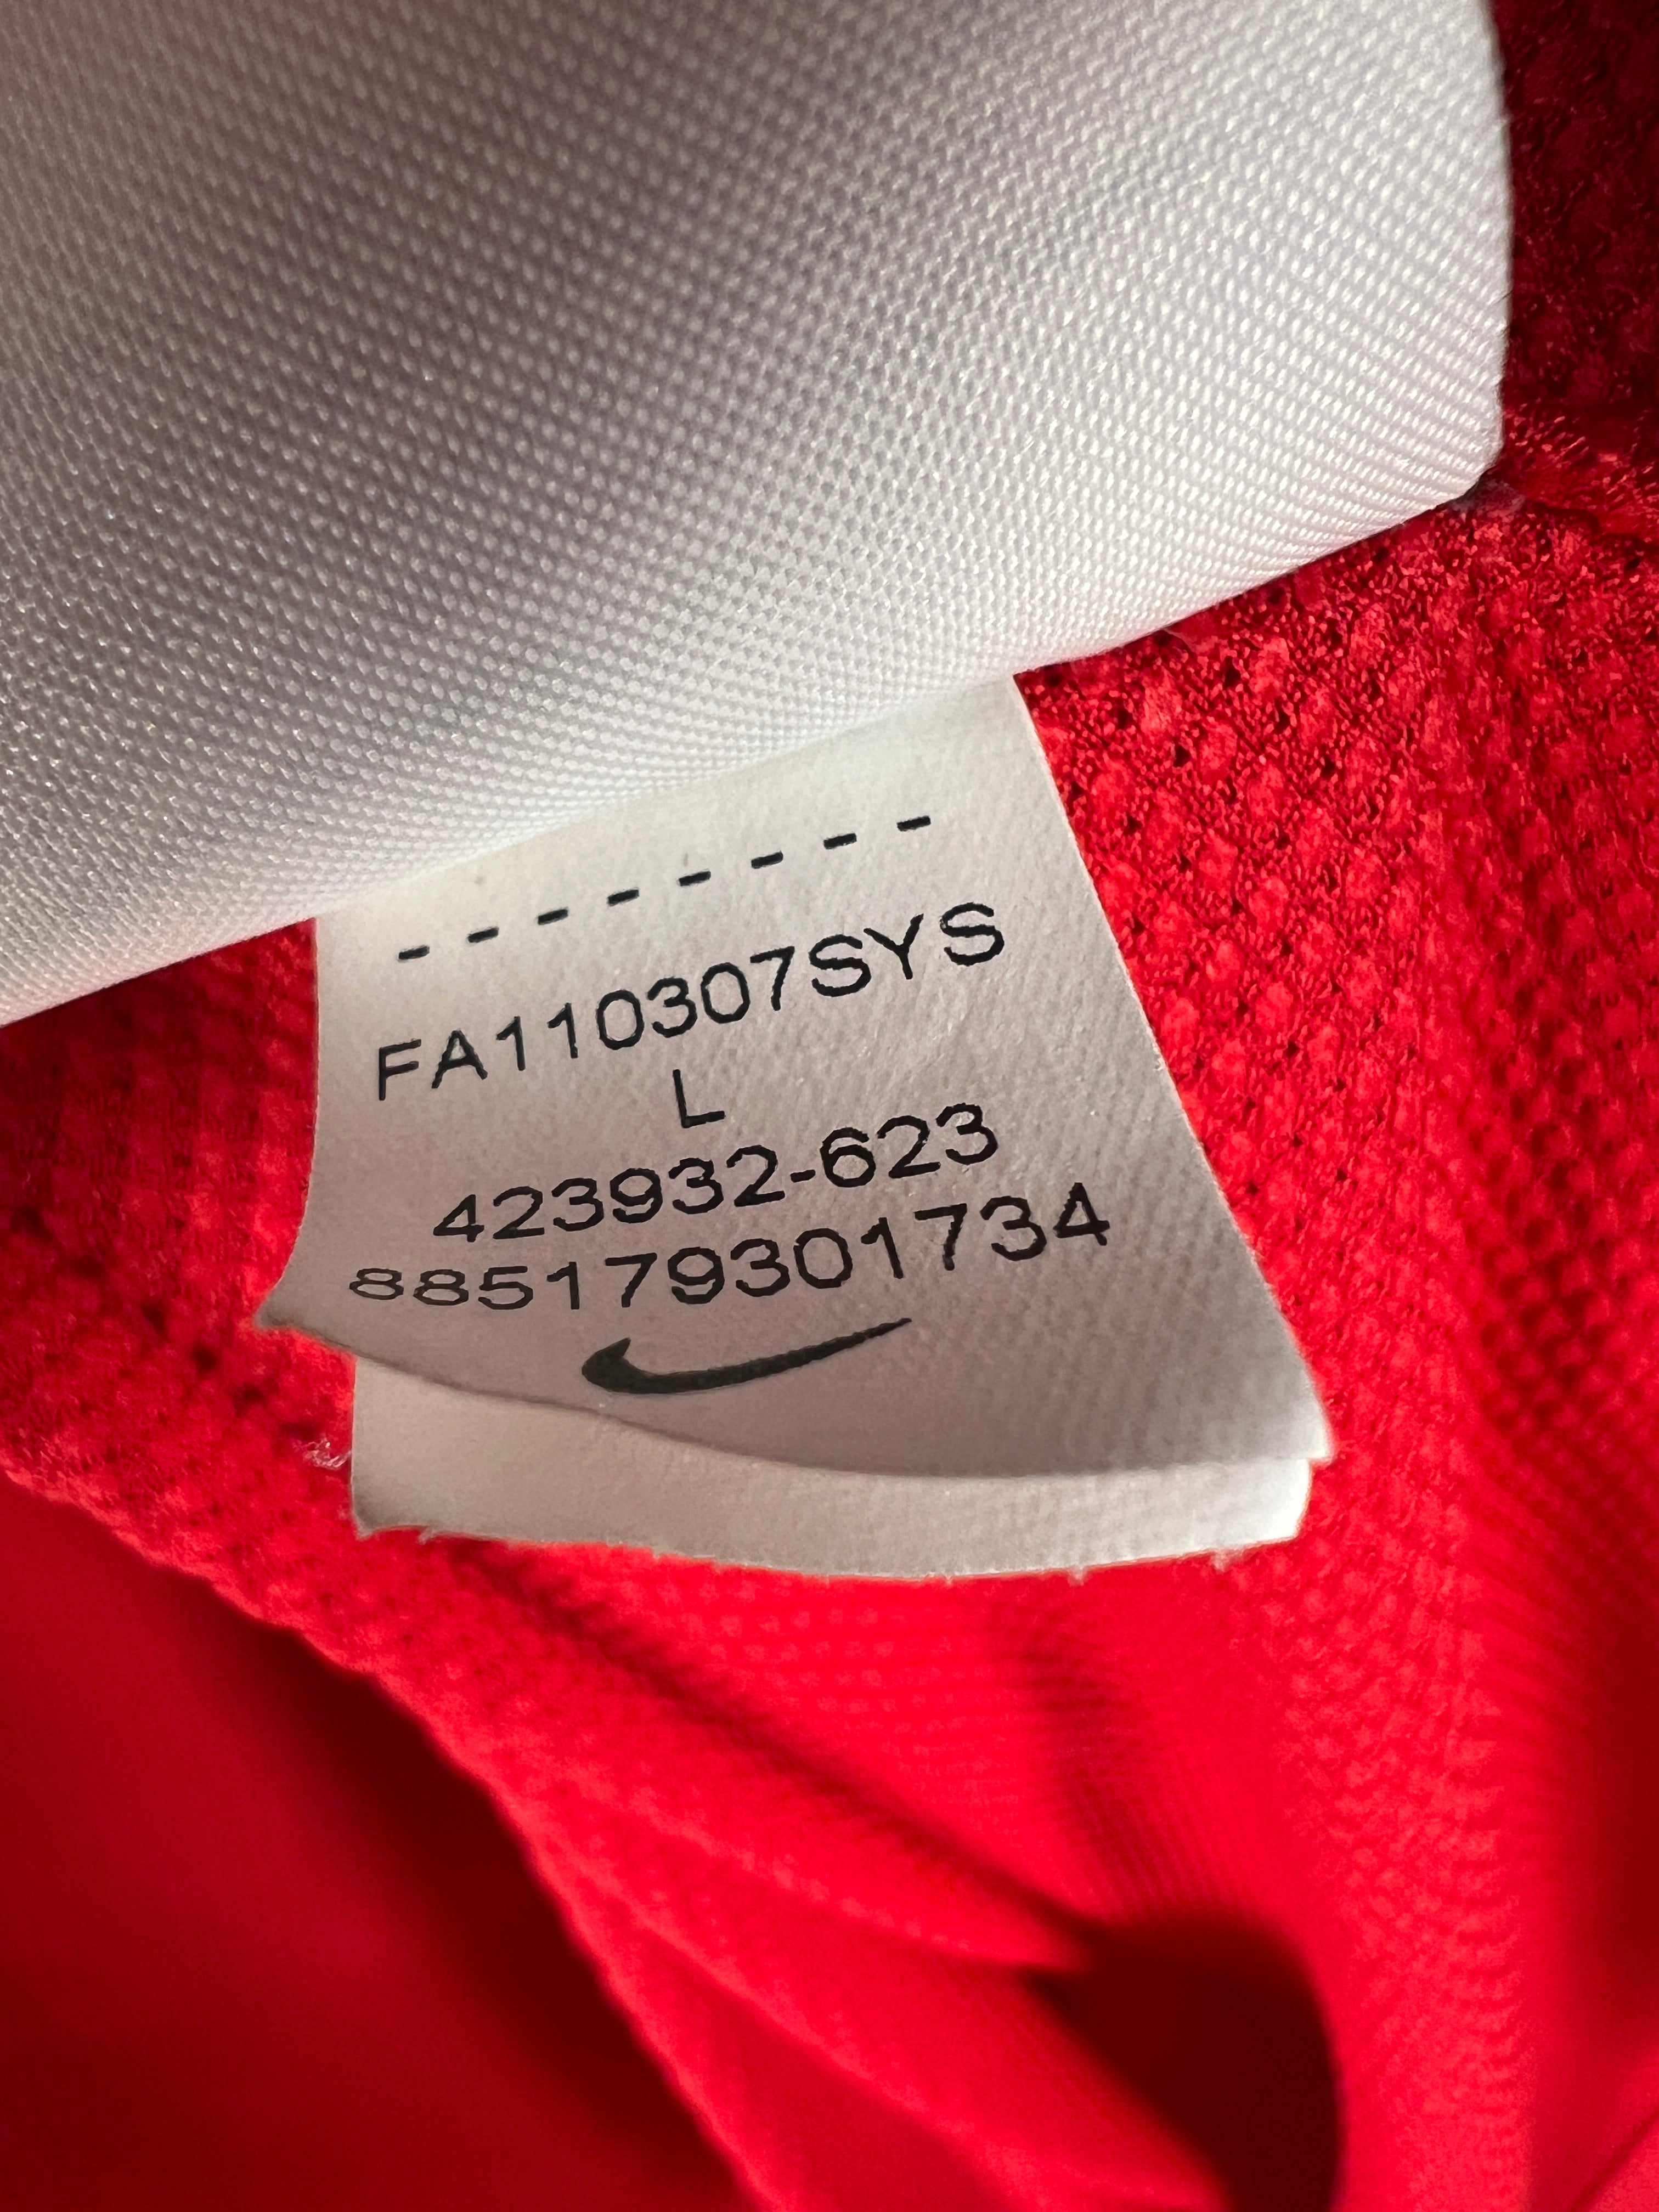 - - - - - - - -
FA110307SYS
L
423932-623
885179301734